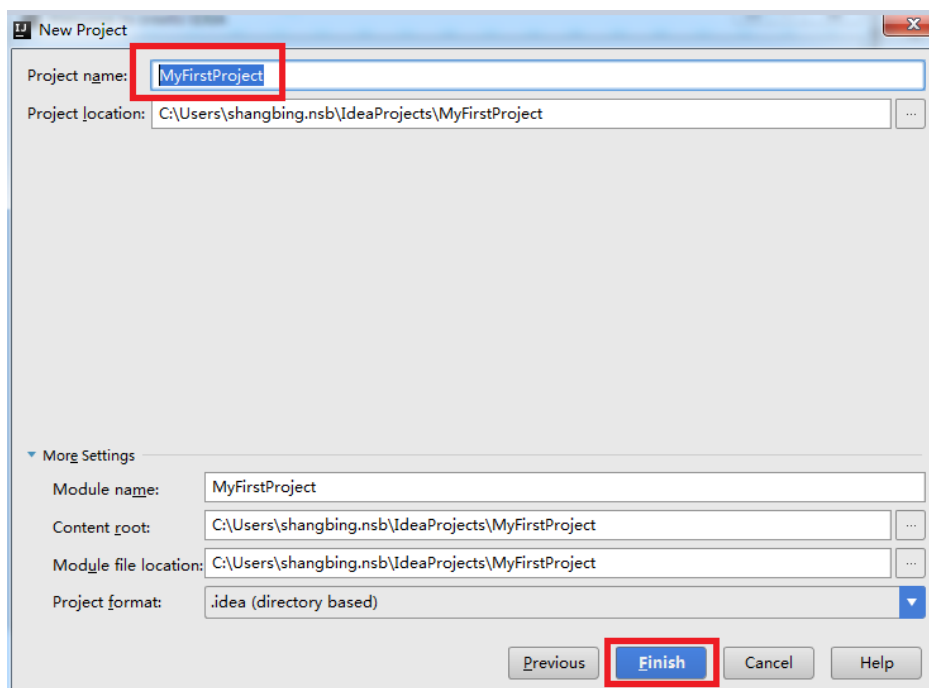 New Project
Project name: MyFirstProject
Project location: C:\Users\shangbing.nsb\IdeaProjects\MyFirstProject ...
More Settings
Module name: MyFirstProject
Content root: C:\Users\shangbing.nsb\IdeaProjects\MyFirstProject ...
Module file location: C:\Users\shangbing.nsb\IdeaProjects\MyFirstProject ...
Project format: .idea (directory based)
Previous Finish Cancel Help